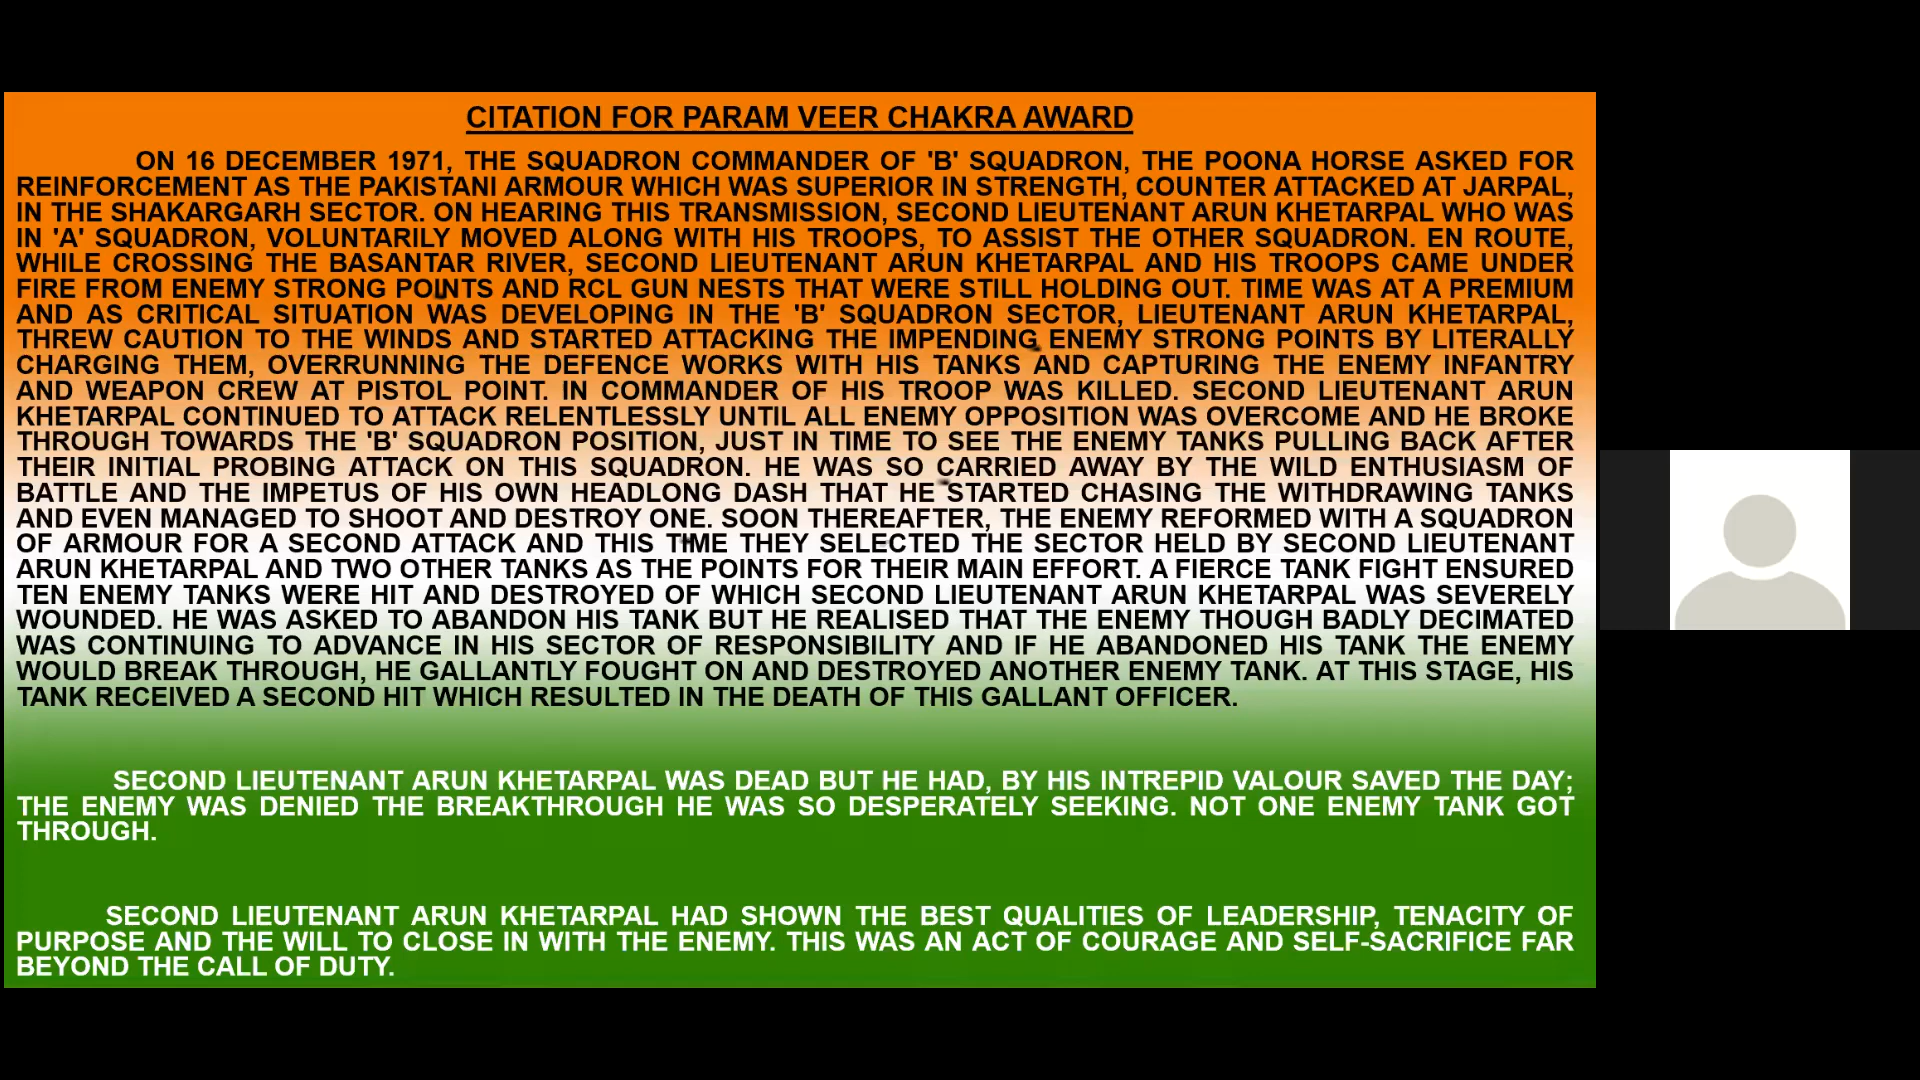 CITATION FOR PARAM VEER CHAKRA AWARD
ON 16 DECEMBER 1971, THE SQUADRON COMMANDER OF 'B' SQUADRON, THE POONA HORSE ASKED FOR
REINFORCEMENT AS THE PAKISTANI ARMOUR WHICH WAS SUPERIOR IN STRENGTH, COUNTER ATTACKED AT JARPAL,
IN THE SHAKARGARH SECTOR. ON HEARING THIS TRANSMISSION, SECOND LIEUTENANT ARUN KHETARPAL WHO WAS
IN 'A' SQUADRON, VOLUNTARILY MOVED ALONG WITH HIS TROOPS, TO ASSIST THE OTHER SQUADRON. EN ROUTE,
WHILE CROSSING THE BASANTAR RIVER, SECOND LIEUTENANT ARUN KHETARPAL AND HIS TROOPS CAME UNDER
FIRE FROM ENEMY STRONG POINTS AND RCL GUN NESTS THAT WERE STILL HOLDING OUT. TIME WAS AT A PREMIUM
AND AS CRITICAL SITUATION WAS DEVELOPING IN THE 'B' SQUADRON SECTOR, LIEUTENANT ARUN KHETARPAL,
THREW CAUTION TO THE WINDS AND STARTED ATTACKING THE IMPENDING ENEMY STRONG POINTS BY LITERALLY
CHARGING THEM, OVERRUNNING THE DEFENCE WORKS WITH HIS TANKS AND CAPTURING THE ENEMY INFANTRY
AND WEAPON CREW AT PISTOL POINT. IN COMMANDER OF HIS TROOP WAS KILLED. SECOND LIEUTENANT ARUN
KHETARPAL CONTINUED TO ATTACK RELENTLESSLY UNTIL ALL ENEMY OPPOSITION WAS OVERCOME AND HE BROKE
THROUGH TOWARDS THE 'B' SQUADRON POSITION, JUST IN TIME TO SEE THE ENEMY TANKS PULLING BACK AFTER
THEIR INITIAL PROBING ATTACK ON THIS SQUADRON. HE WAS SO CARRIED AWAY BY THE WILD ENTHUSIASM OF
BATTLE AND THE IMPETUS OF HIS OWN HEADLONG DASH THAT HE STARTED CHASING THE WITHDRAWING TANKS
AND EVEN MANAGED TO SHOOT AND DESTROY ONE. SOON THEREAFTER, THE ENEMY REFORMED WITH A SQUADRON
OF ARMOUR FOR A SECOND ATTACK AND THIS TIME THEY SELECTED THE SECTOR HELD BY SECOND LIEUTENANT
ARUN KHETARPAL AND TWO OTHER TANKS AS THE POINTS FOR THEIR MAIN EFFORT. A FIERCE TANK FIGHT ENSURED
TEN ENEMY TANKS WERE HIT AND DESTROYED OF WHICH SECOND LIEUTENANT ARUN KHETARPAL WAS SEVERELY
WOUNDED. HE WAS ASKED TO ABANDON HIS TANK BUT HE REALISED THAT THE ENEMY THOUGH BADLY DECIMATED
WAS CONTINUING TO ADVANCE IN HIS SECTOR OF RESPONSIBILITY AND IF HE ABANDONED HIS TANK THE ENEMY
WOULD BREAK THROUGH, HE GALLANTLY FOUGHT ON AND DESTROYED ANOTHER ENEMY TANK. AT THIS STAGE, HIS
TANK RECEIVED A SECOND HIT WHICH RESULTED IN THE DEATH OF THIS GALLANT OFFICER.
SECOND LIEUTENANT ARUN KHETARPAL WAS DEAD BUT HE HAD, BY HIS INTREPID VALOUR SAVED THE DAY;
THE ENEMY WAS DENIED THE BREAKTHROUGH HE WAS SO DESPERATELY SEEKING. NOT ONE ENEMY TANK GOT
THROUGH.
SECOND LIEUTENANT ARUN KHETARPAL HAD SHOWN THE BEST QUALITIES OF LEADERSHIP, TENACITY OF
PURPOSE AND THE WILL TO CLOSE IN WITH THE ENEMY. THIS WAS AN ACT OF COURAGE AND SELF-SACRIFICE FAR
BEYOND THE CALL OF DUTY.